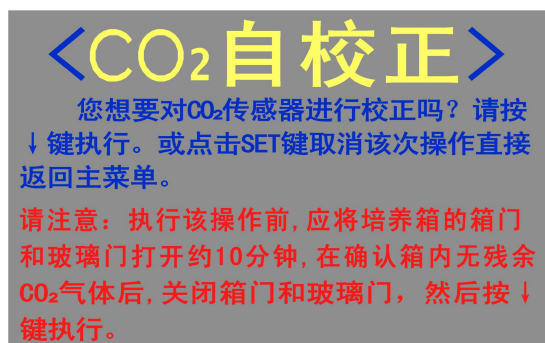 <CO₂自校正>
您想要对CO₂传感器进行校正吗？请按
↓键执行。或点击SET键取消该次操作直接
返回主菜单。
请注意：执行该操作前,应将培养箱的箱门
和玻璃门打开约10分钟,在确认箱内无残余
CO₂气体后,关闭箱门和玻璃门，然后按↓
键执行。